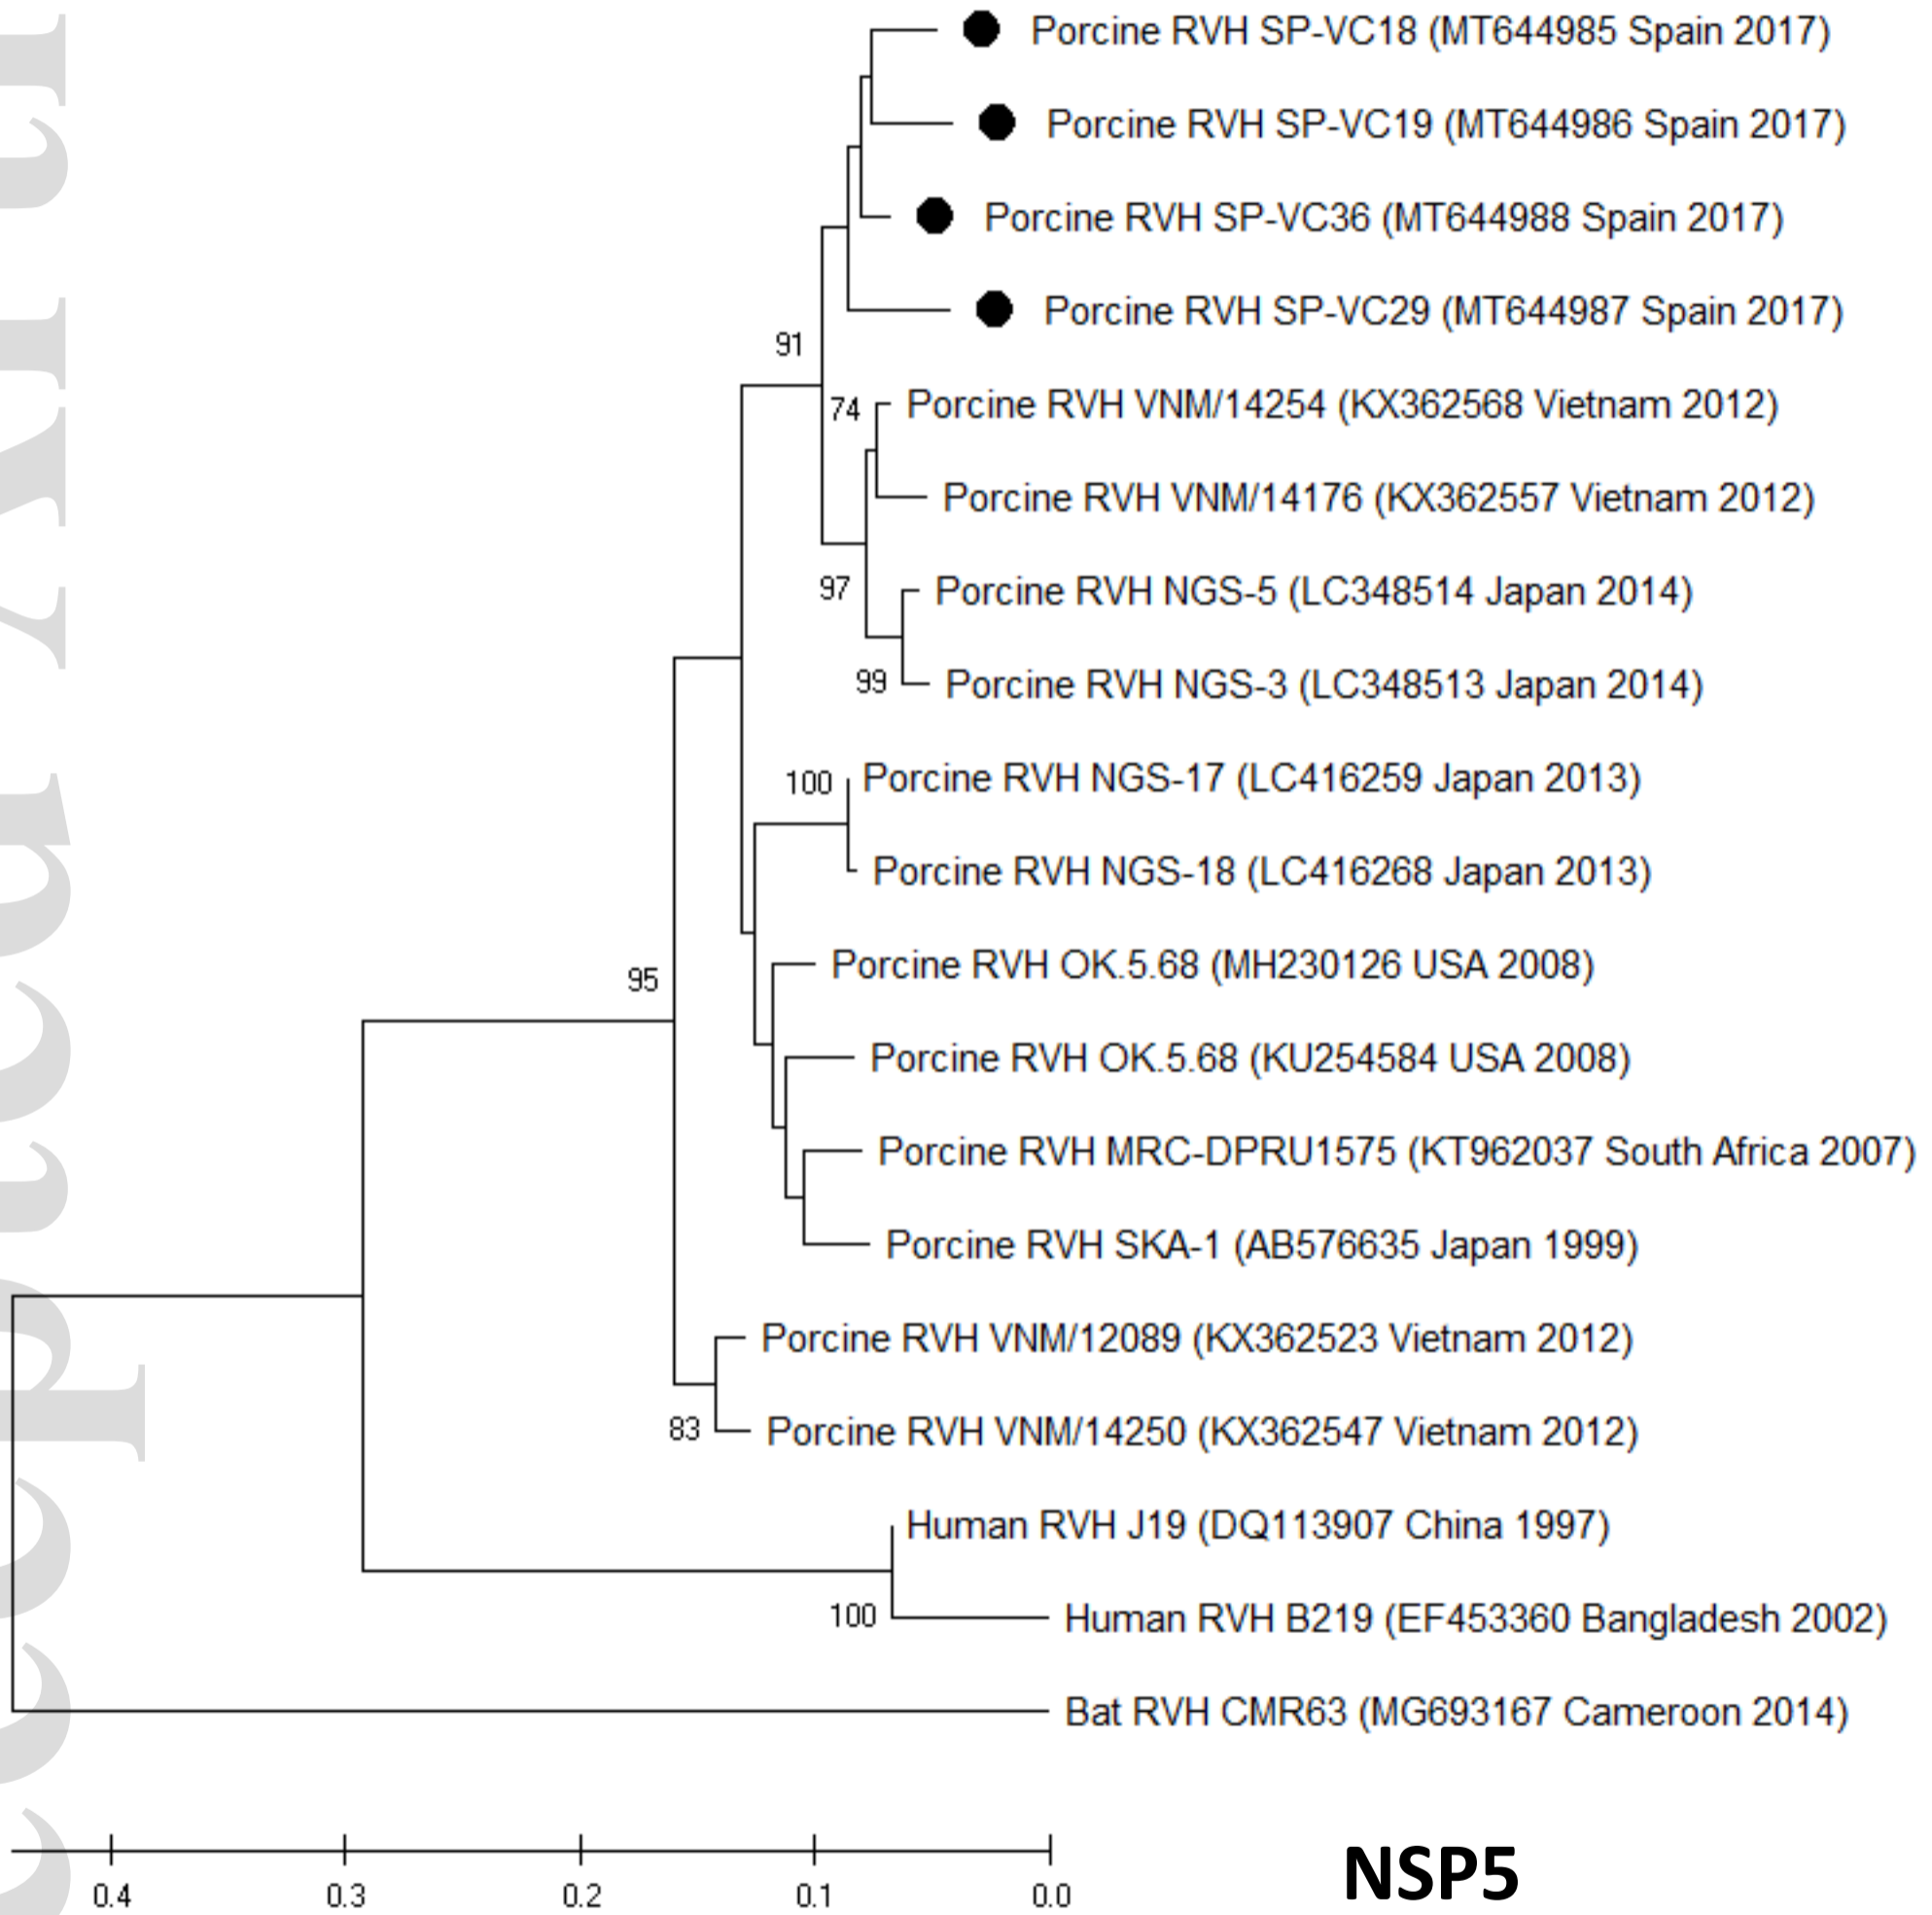 Porcine RVH SP-VC18 (MT644985 Spain 2017)
Porcine RVH SP-VC19 (MT644986 Spain 2017)
Porcine RVH SP-VC36 (MT644988 Spain 2017)
Porcine RVH SP-VC29 (MT644987 Spain 2017)
91
74
Porcine RVH VNM/14254 (KX362568 Vietnam 2012)
Porcine RVH VNM/14176 (KX362557 Vietnam 2012)
97
Porcine RVH NGS-5 (LC348514 Japan 2014)
99
Porcine RVH NGS-3 (LC348513 Japan 2014)
100
Porcine RVH NGS-17 (LC416259 Japan 2013)
Porcine RVH NGS-18 (LC416268 Japan 2013)
95
Porcine RVH OK.5.68 (MH230126 USA 2008)
Porcine RVH OK.5.68 (KU254584 USA 2008)
Porcine RVH MRC-DPRU1575 (KT962037 South Africa 2007)
Porcine RVH SKA-1 (AB576635 Japan 1999)
Porcine RVH VNM/12089 (KX362523 Vietnam 2012)
83
Porcine RVH VNM/14250 (KX362547 Vietnam 2012)
Human RVH J19 (DQ113907 China 1997)
100
Human RVH B219 (EF453360 Bangladesh 2002)
Bat RVH CMR63 (MG693167 Cameroon 2014)
0.4 0.3 0.2 0.1 0.0
NSP5